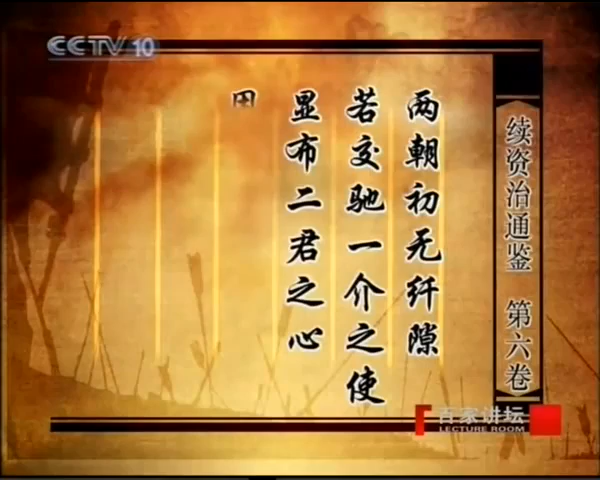 CCTV 10
续资治通鉴 第六卷
两朝初无纤隙
若交驰一介之使
显布二君之心
用
百家讲坛
LECTURE ROOM